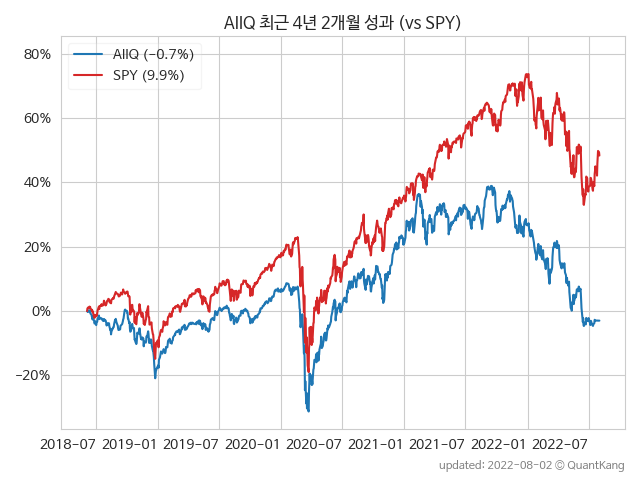 AIIQ 최근 4년 2개월 성과 (vs SPY)
AIIQ (−0.7%)
SPY (9.9%)
80%
60%
40%
20%
0%
−20%
2018-07 2019-01 2019-07 2020-01 2020-07 2021-01 2021-07 2022-01 2022-07
updated: 2022-08-02 © QuantKang